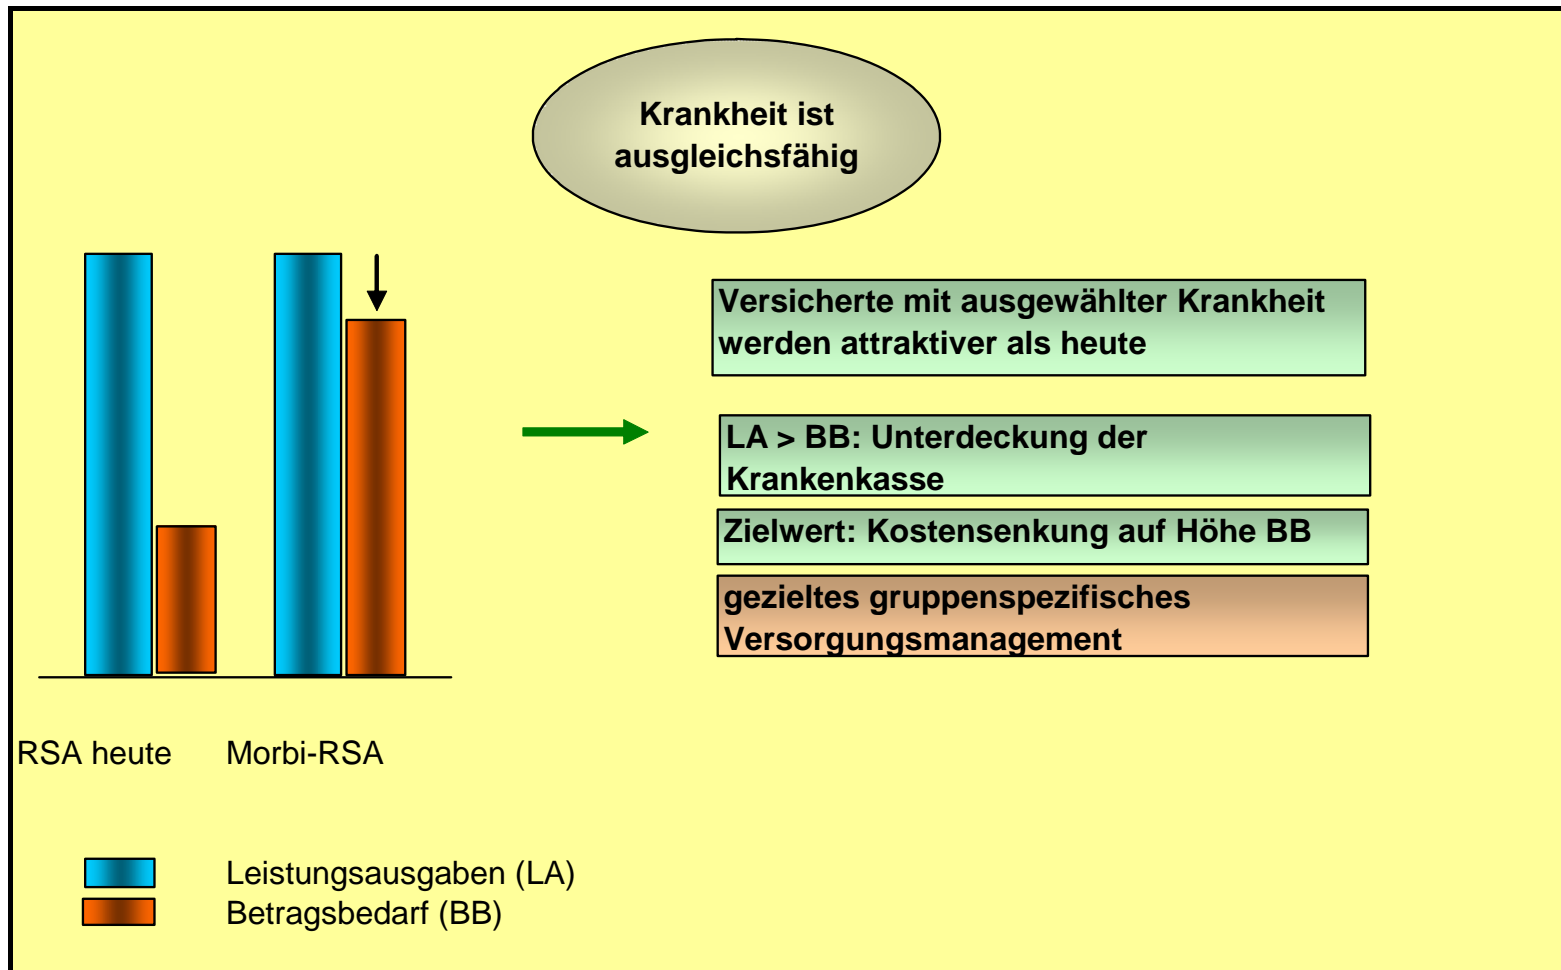 Krankheit ist
ausgleichsfähig
Versicherte mit ausgewählter Krankheit
werden attraktiver als heute
LA > BB: Unterdeckung der
Krankenkasse
Zielwert: Kostensenkung auf Höhe BB
gezieltes gruppenspezifisches
Versorgungsmanagement
RSA heute Morbi-RSA
Leistungsausgaben (LA)
Betragsbedarf (BB)